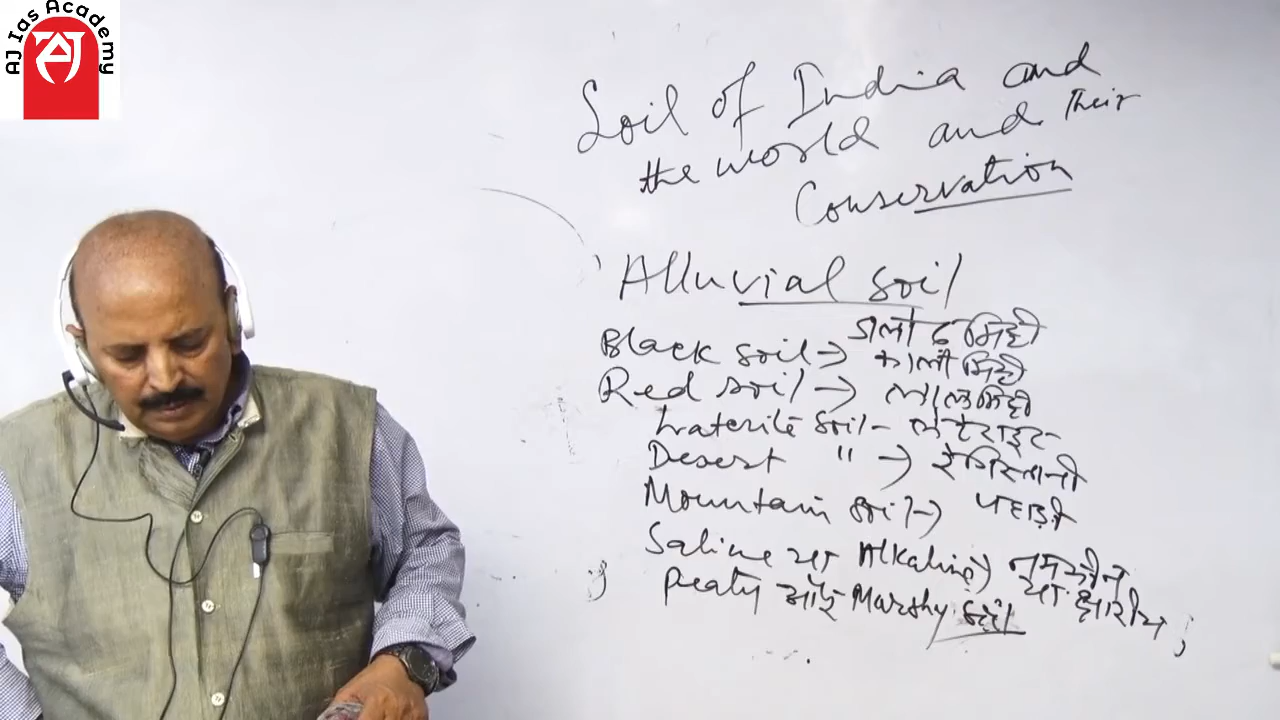 AJ Ias Academy
AJ
Soil of India and
the world and Their
Conservation
Alluvial soil
जलोढ़ मिट्टी
Black soil → काली मिट्टी
Red soil → लाल मिट्टी
Laterite soil - लेटेराइट
Desert " → रेगिस्तानी
Mountain soil → पहाड़ी
Saline या Alkaline → नमकीन
या क्षारीय
Peaty और Marshy soil